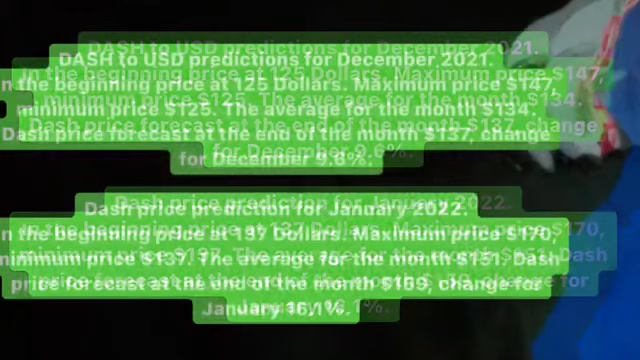 DASH to USD predictions for December 2021.
In the beginning price at 125 Dollars. Maximum price $147,
minimum price $125. The average for the month $134.
Dash price forecast at the end of the month $137, change
for December 9.6%.
Dash price prediction for January 2022.
In the beginning price at 137 Dollars. Maximum price $170,
minimum price $137. The average for the month $151, Dash
price forecast at the end of the month $159, change for
January 16,1%.